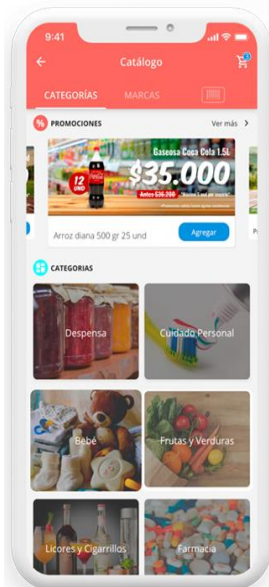 9:41
Catálogo
CATEGORÍAS
MARCAS
% PROMOCIONES
Ver más >
Gaseosa Coca Cola 1.5L
12
UND
$35.000
Arroz diana 500 gr 25 und
Agregar
CATEGORIAS
Despensa
Cuidado Personal
Bebé
Frutas y Verduras
Licores y Cigarrillos
Farmacia